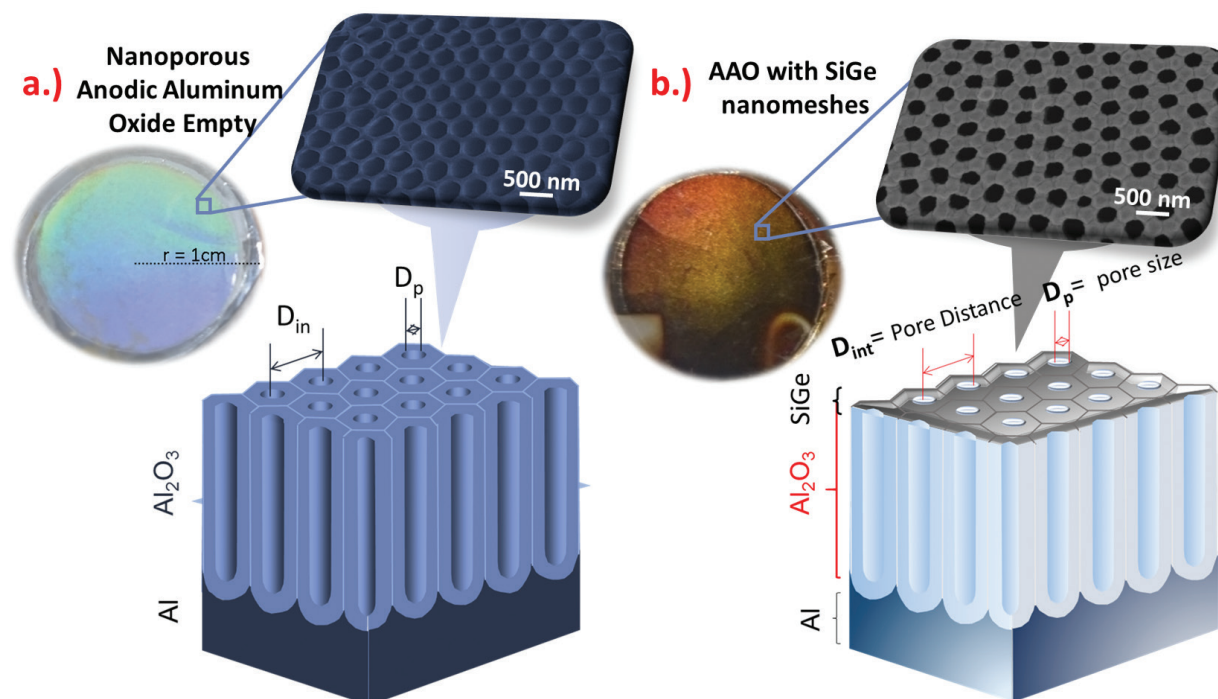 a.)
Nanoporous
Anodic Aluminum
Oxide Empty
500 nm
r = 1cm
D_p
D_in
Al₂O₃
Al
b.)
AAO with SiGe
nanomeshes
500 nm
D_p= pore size
D_int= Pore Distance
SiGe
Al₂O₃
Al